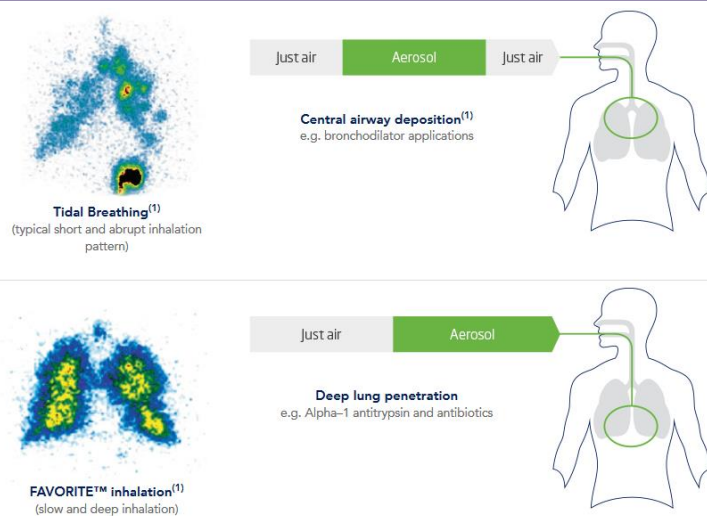 Just air Aerosol Just air
Central airway deposition(1)
e.g. bronchodilator applications
Tidal Breathing(1)
(typical short and abrupt inhalation
pattern)
Just air Aerosol
Deep lung penetration
e.g. Alpha–1 antitrypsin and antibiotics
FAVORITE™ inhalation(1)
(slow and deep inhalation)